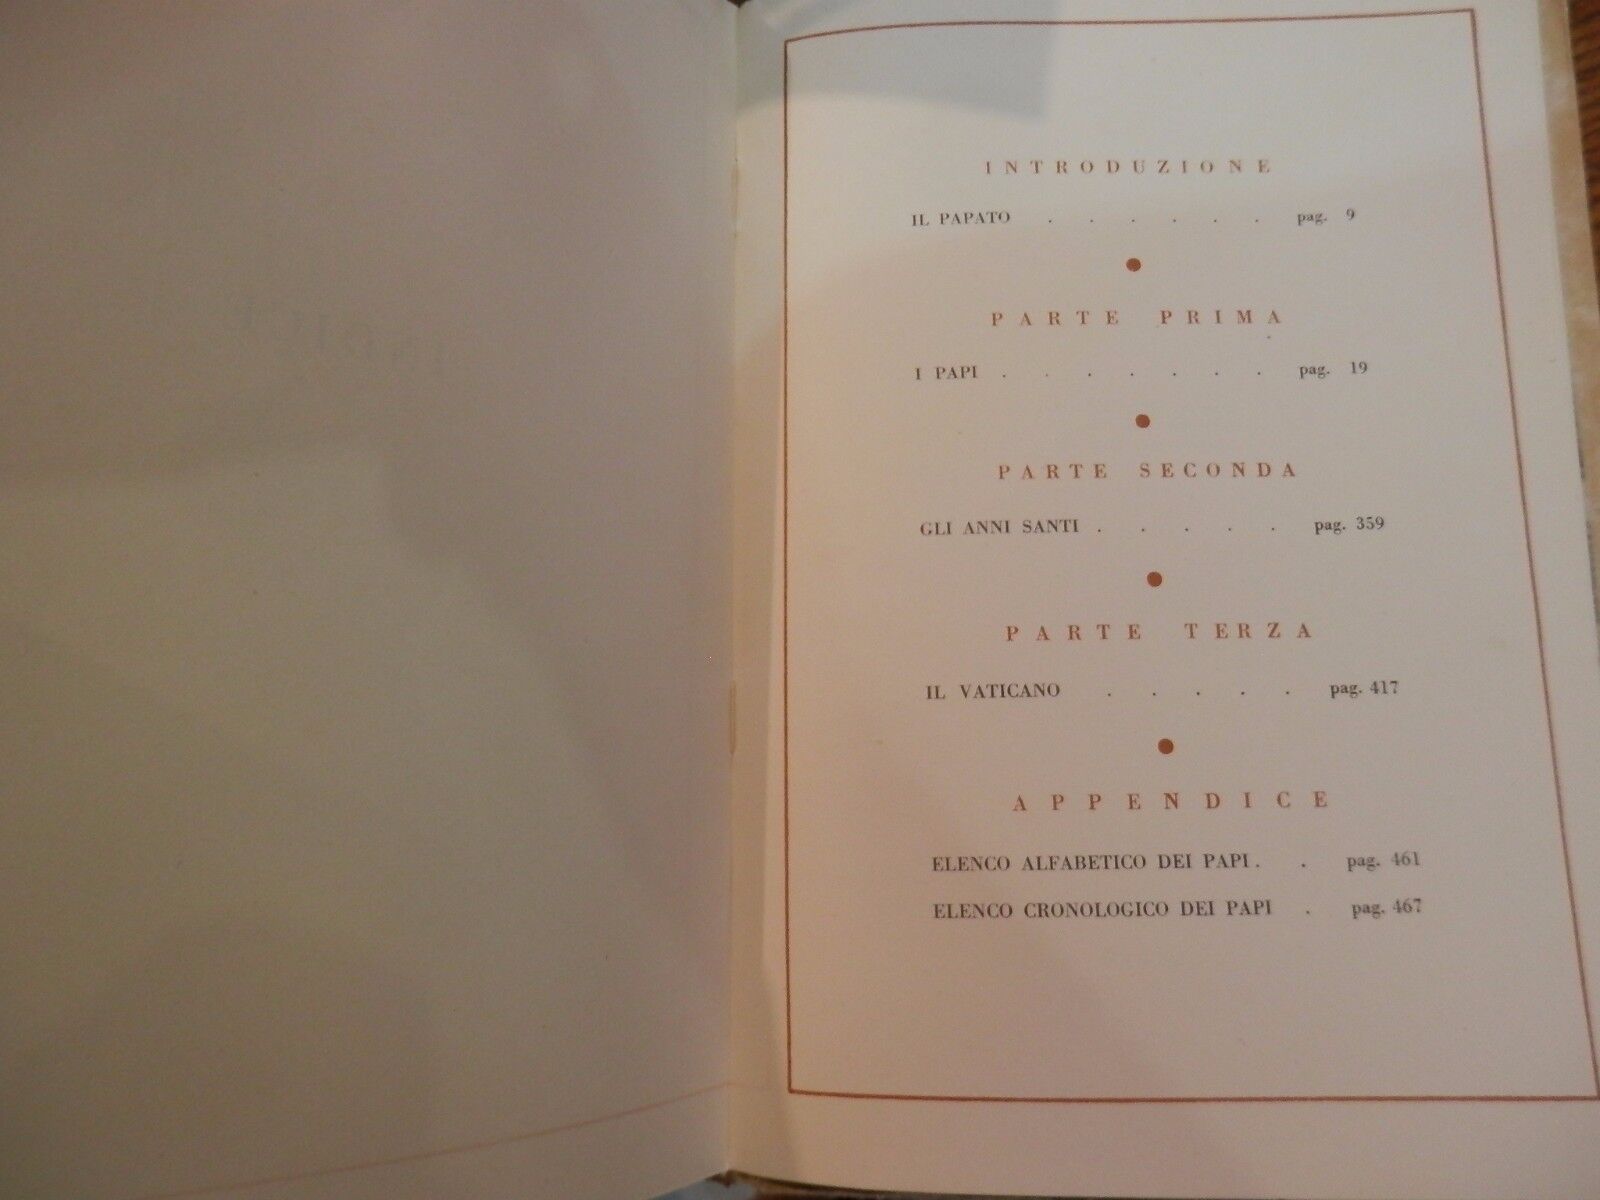 INTRODUZIONE
IL PAPATO . . . . . . pag. 9
PARTE PRIMA
I PAPI . . . . . . . pag. 19
PARTE SECONDA
GLI ANNI SANTI . . . . . pag. 359
PARTE TERZA
IL VATICANO . . . . . pag. 417
APPENDICE
ELENCO ALFABETICO DEI PAPI . . pag. 461
ELENCO CRONOLOGICO DEI PAPI . pag. 467